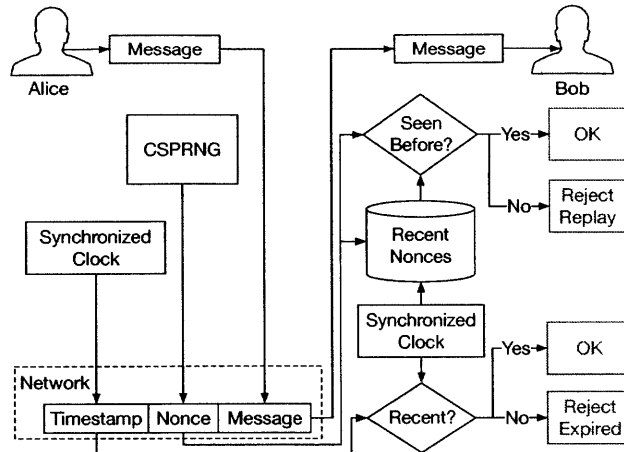 Message
Message
Alice
Bob
CSPRNG
Seen
Before?
Yes
OK
No
Reject
Replay
Synchronized
Clock
Recent
Nonces
Synchronized
Clock
Yes
OK
Network
Timestamp
Nonce
Message
Recent?
No
Reject
Expired